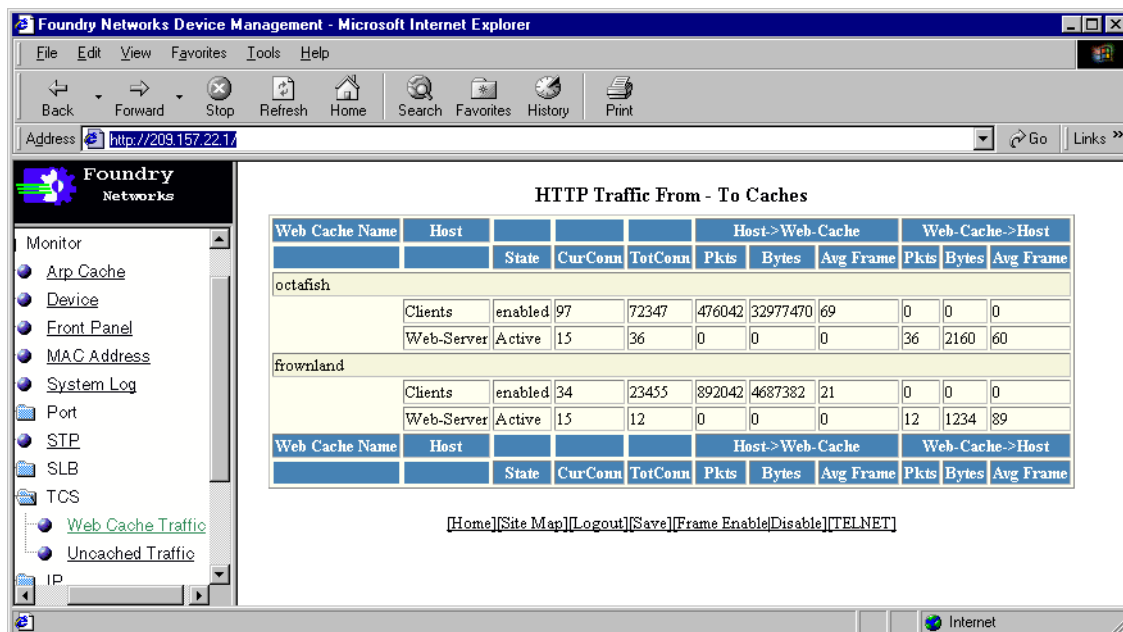 Foundry Networks Device Management - Microsoft Internet Explorer
File Edit View Favorites Tools Help
Back Forward Stop Refresh Home Search Favorites History Print
Address http://209.157.22.1/ Go Links »
Foundry
Networks
Monitor
Arp Cache
Device
Front Panel
MAC Address
System Log
Port
STP
SLB
TCS
Web Cache Traffic
Uncached Traffic
IP
HTTP Traffic From - To Caches
Web Cache Name Host Host->Web-Cache Web-Cache->Host
State CurConn TotConn Pkts Bytes Avg Frame Pkts Bytes Avg Frame
octafish
Clients enabled 97 72347 476042 32977470 69 0 0 0
Web-Server Active 15 36 0 0 0 36 2160 60
frownland
Clients enabled 34 23455 892042 4687382 21 0 0 0
Web-Server Active 15 12 0 0 0 12 1234 89
Web Cache Name Host Host->Web-Cache Web-Cache->Host
State CurConn TotConn Pkts Bytes Avg Frame Pkts Bytes Avg Frame
[Home][Site Map][Logout][Save][Frame Enable|Disable][TELNET]
Internet